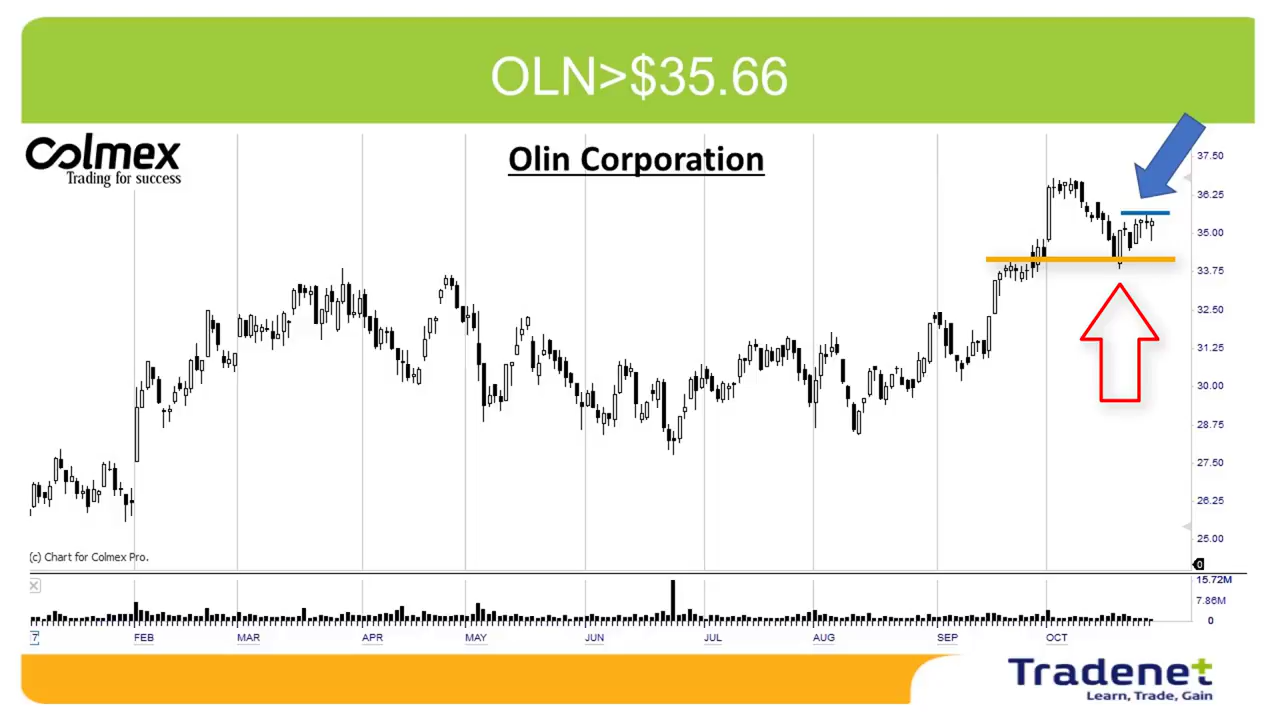 OLN>$35.66
Colmex
Trading for success
Olin Corporation
37.50
36.25
35.00
33.75
32.50
31.25
30.00
28.75
27.50
26.25
25.00
(c) Chart for Colmex Pro.
0
15.72M
7.86M
0
7 FEB MAR APR MAY JUN JUL AUG SEP OCT
Tradenet
Learn, Trade, Gain